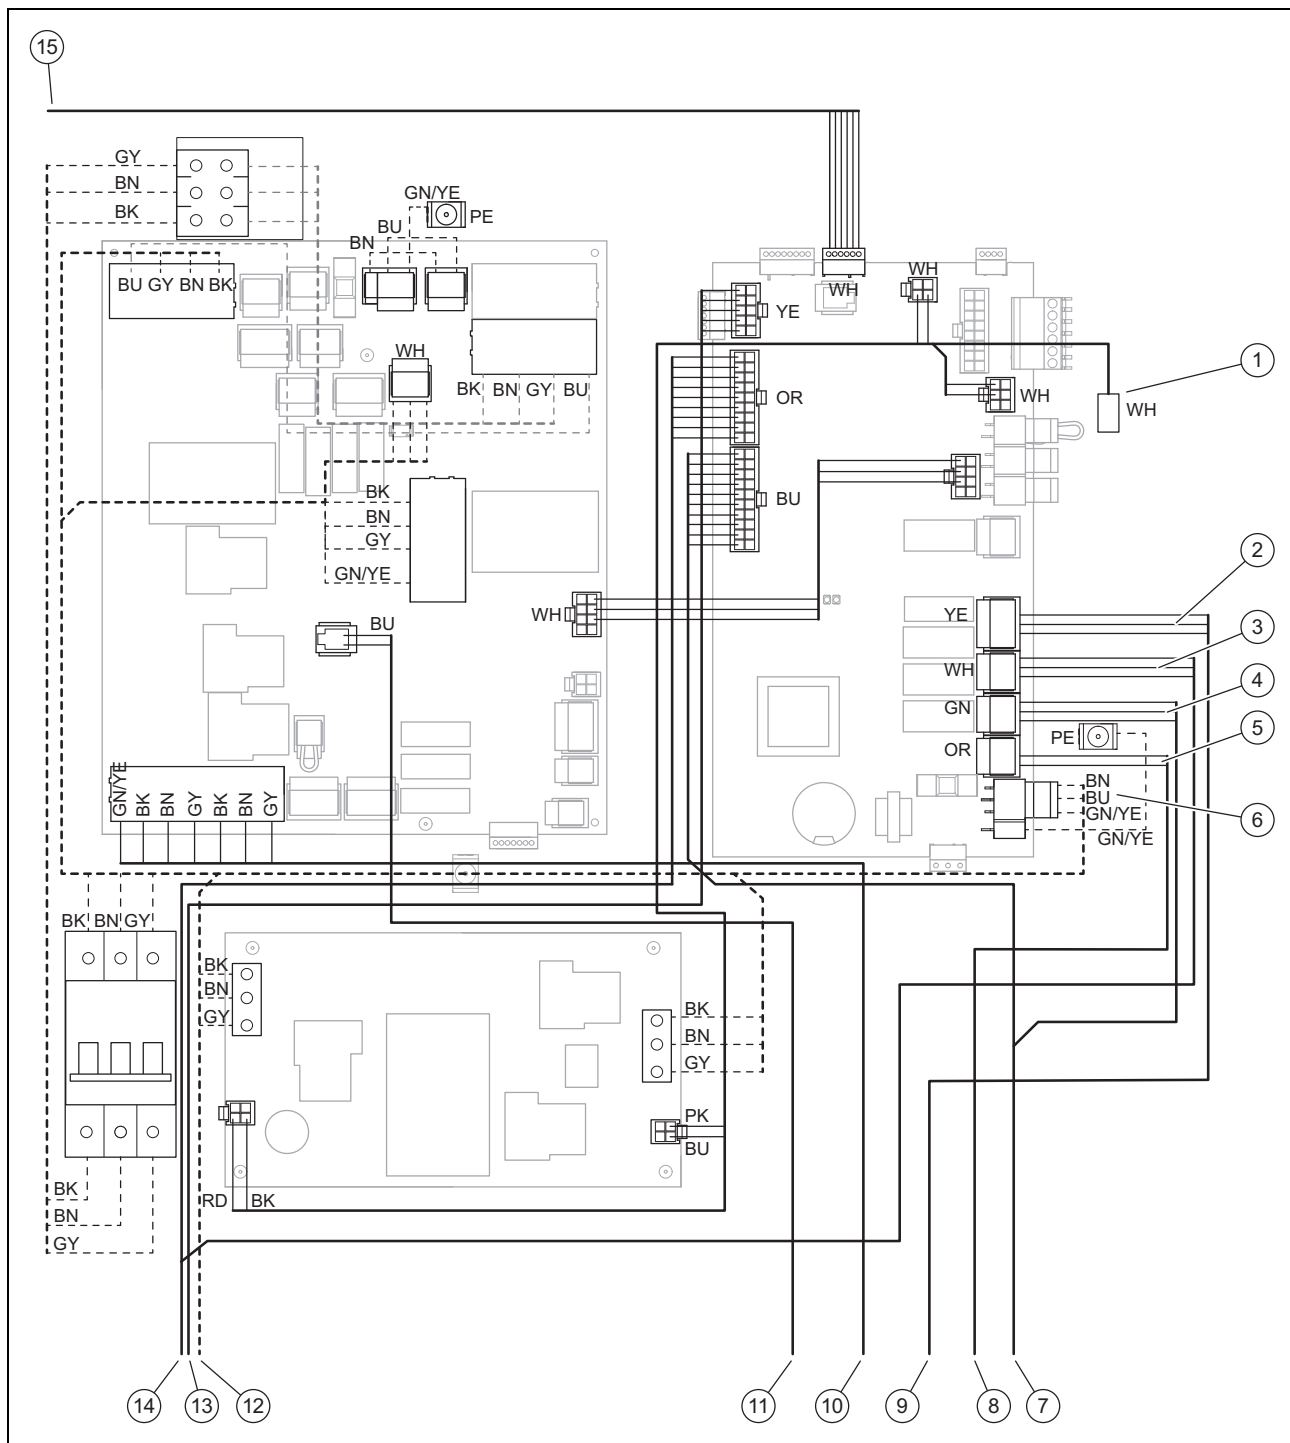 15
GY
BN
BK
GN/YE
PE
BU
BN
BU GY BN BK
WH
WH
YE
WH
BK BN GY BU
OR
WH
1
WH
BK
BN
GY
GN/YE
BU
WH
BU
2
YE
3
WH
4
GN
PE
5
OR
BN
BU
GN/YE
6
GN/YE
GN/YE BK BN GY BK BN GY
BK BN GY
BK
BN
GY
BK
BN
GY
PK
BU
RD BK
BK
BN
GY
14 13 12 11 10 9 8 7